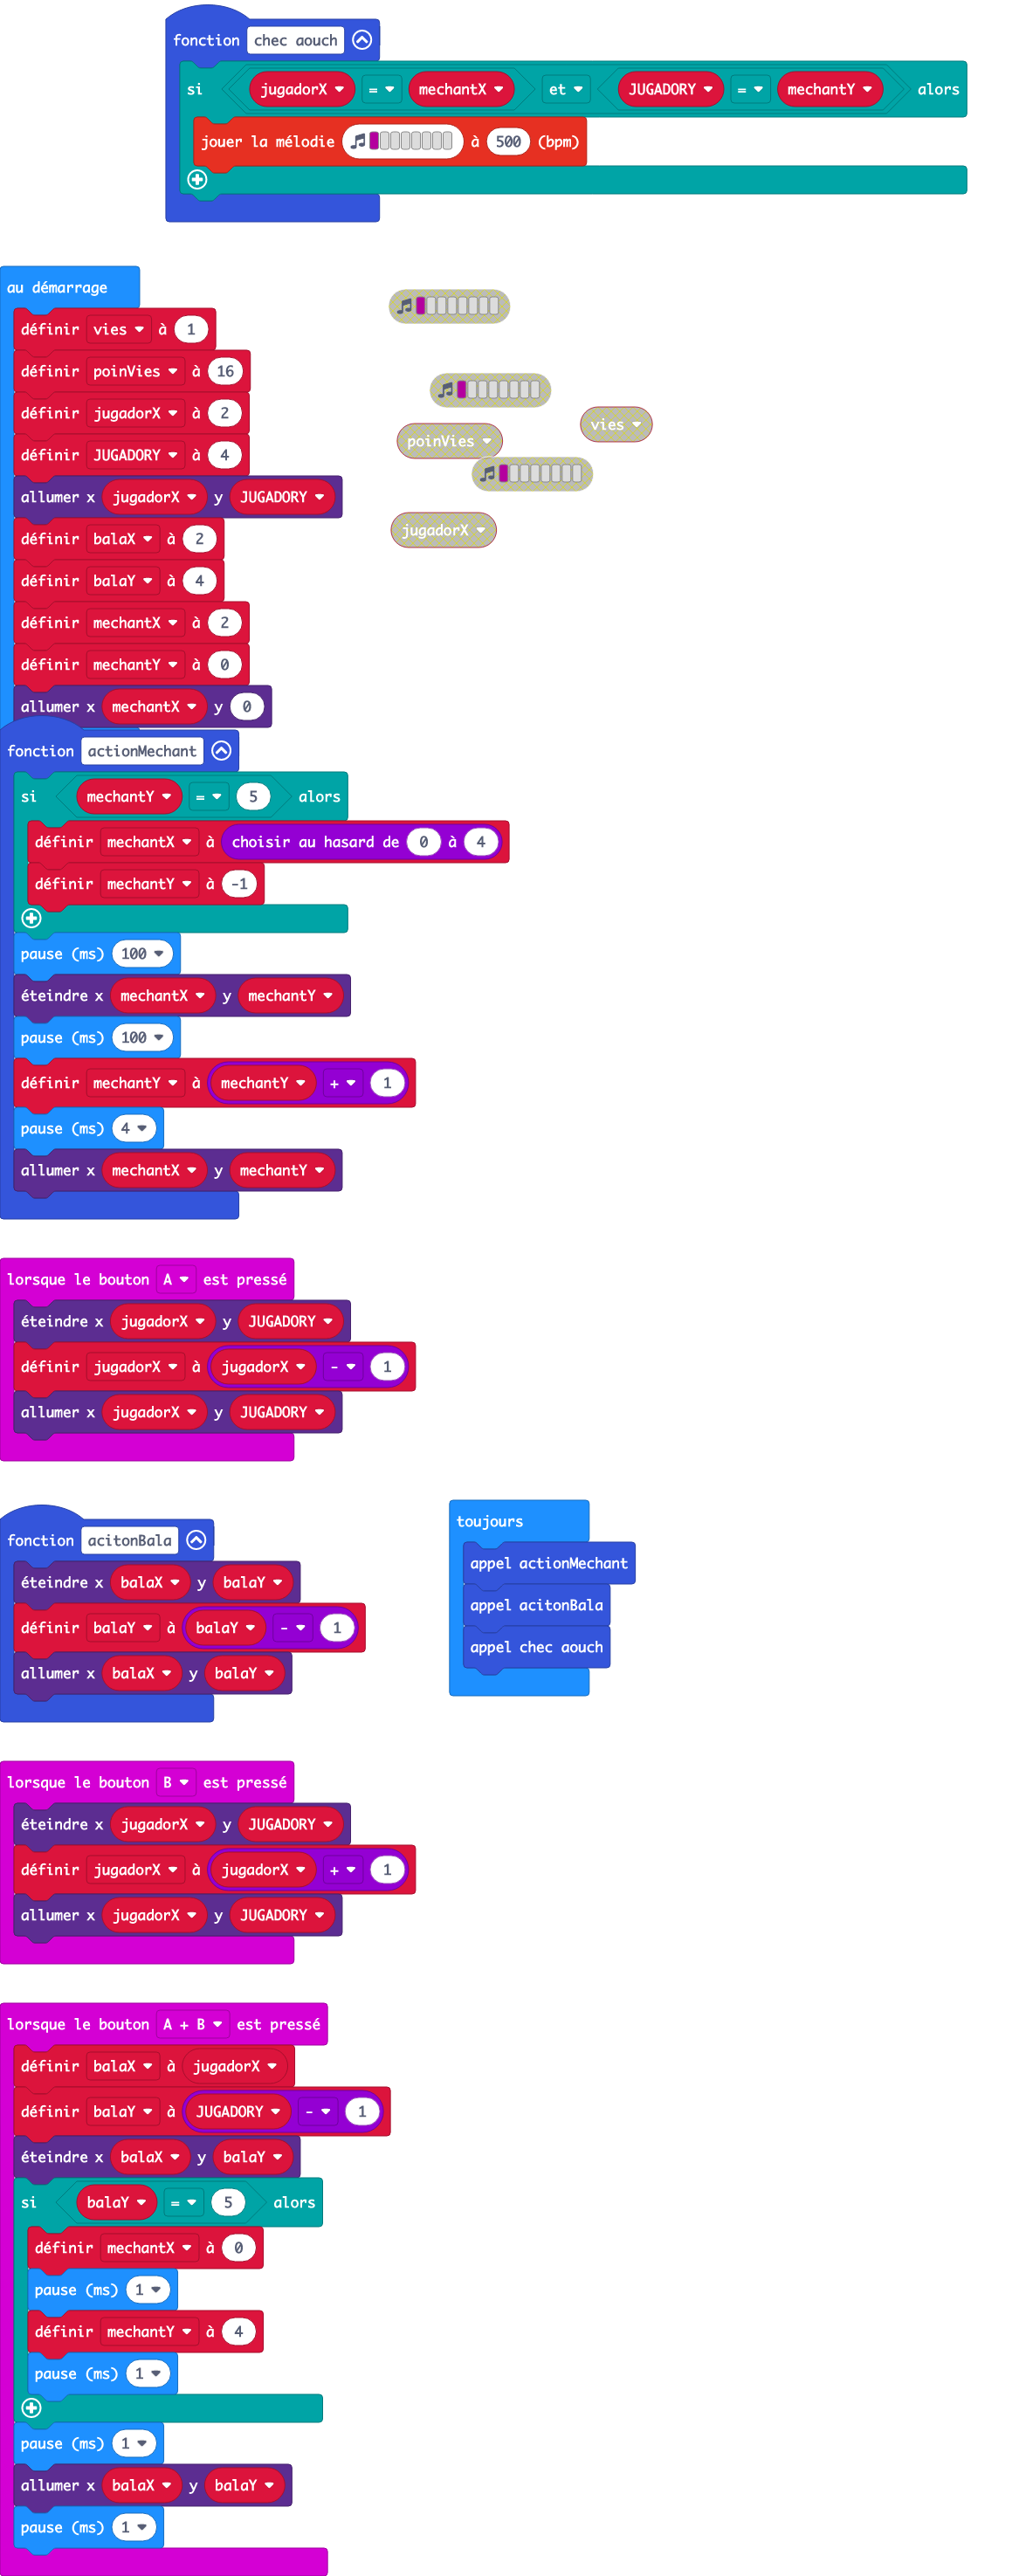 fonction chec aouch
si jugadorX = mechantX et JUGADORY = mechantY alors
jouer la mélodie à 500 (bpm)
au démarrage
définir vies à 1
définir poinVies à 16
définir jugadorX à 2
définir JUGADORY à 4
allumer x jugadorX y JUGADORY
définir balaX à 2
définir balaY à 4
définir mechantX à 2
définir mechantY à 0
allumer x mechantX y 0
vies
poinVies
jugadorX
fonction actionMechant
si mechantY = 5 alors
définir mechantX à choisir au hasard de 0 à 4
définir mechantY à -1
pause (ms) 100
éteindre x mechantX y mechantY
pause (ms) 100
définir mechantY à mechantY + 1
pause (ms) 4
allumer x mechantX y mechantY
lorsque le bouton A est pressé
éteindre x jugadorX y JUGADORY
définir jugadorX à jugadorX - 1
allumer x jugadorX y JUGADORY
fonction acitonBala
éteindre x balaX y balaY
définir balaY à balaY - 1
allumer x balaX y balaY
toujours
appel actionMechant
appel acitonBala
appel chec aouch
lorsque le bouton B est pressé
éteindre x jugadorX y JUGADORY
définir jugadorX à jugadorX + 1
allumer x jugadorX y JUGADORY
lorsque le bouton A + B est pressé
définir balaX à jugadorX
définir balaY à JUGADORY - 1
éteindre x balaX y balaY
si balaY = 5 alors
définir mechantX à 0
pause (ms) 1
définir mechantY à 4
pause (ms) 1
pause (ms) 1
allumer x balaX y balaY
pause (ms) 1